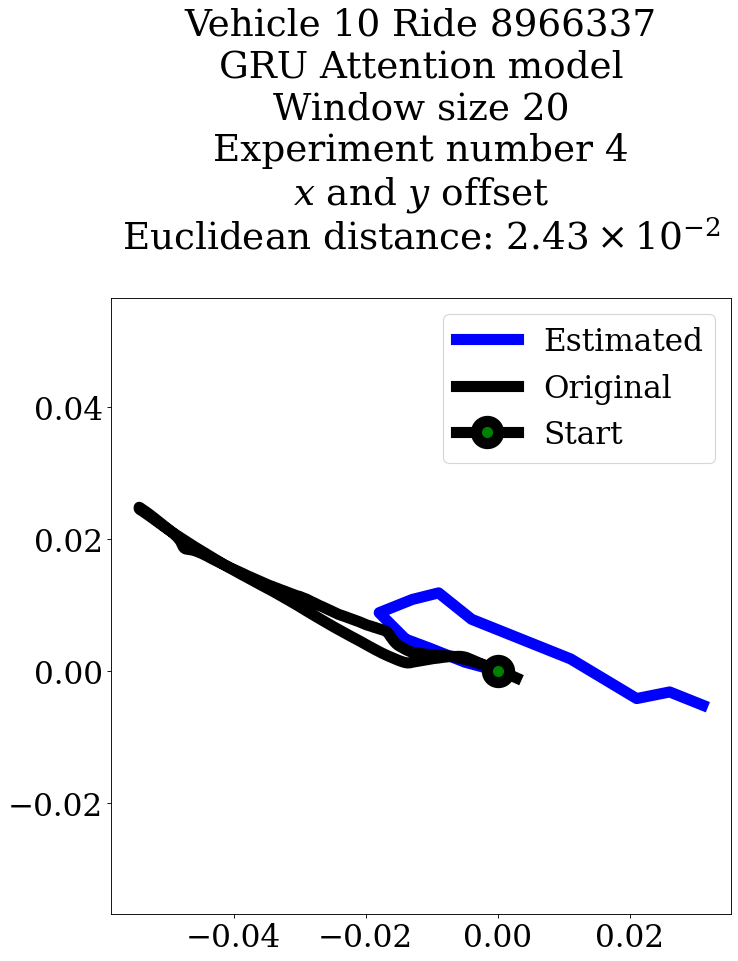 Vehicle 10 Ride 8966337
GRU Attention model
Window size 20
Experiment number 4
x and y offset
Euclidean distance: 2.43 × 10⁻²
Estimated
Original
Start
0.04
0.02
0.00
−0.02
−0.04
−0.02
0.00
0.02